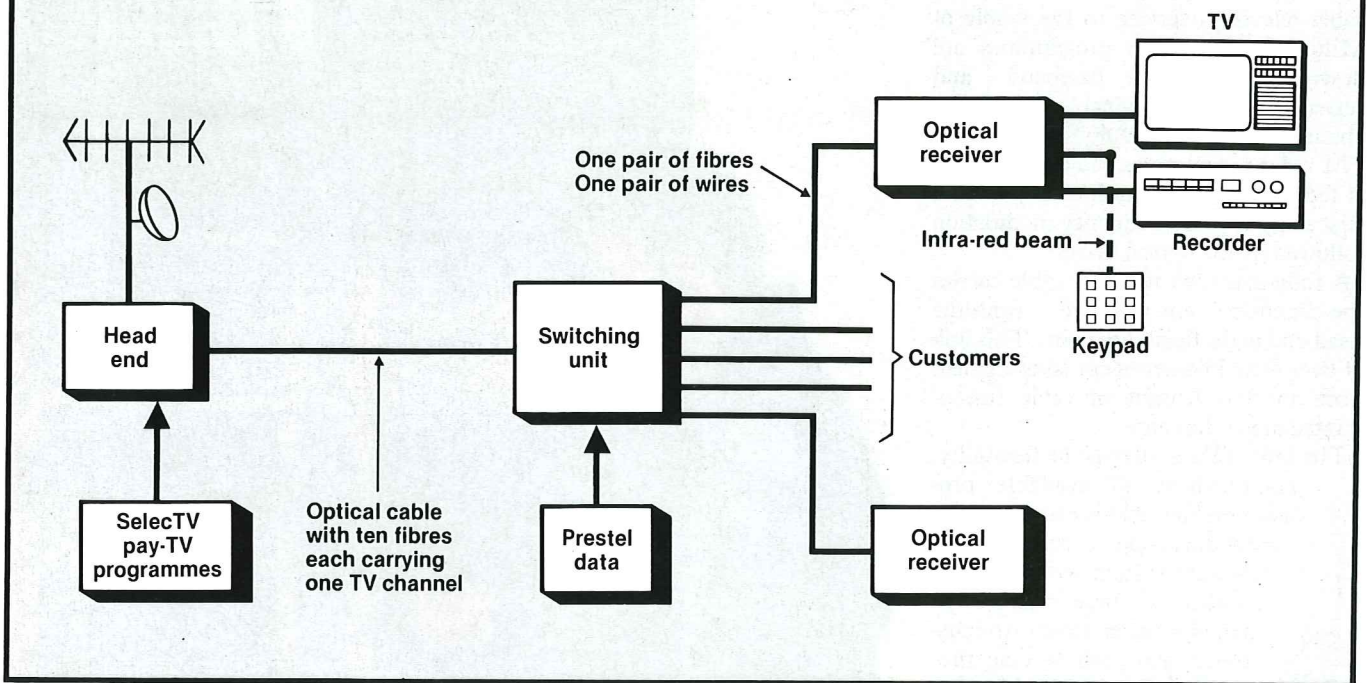 TV
Optical
receiver
One pair of fibres
One pair of wires
Infra-red beam
Recorder
Head
end
Switching
unit
Keypad
Customers
SelecTV
pay-TV
programmes
Optical cable
with ten fibres
each carrying
one TV channel
Prestel
data
Optical
receiver